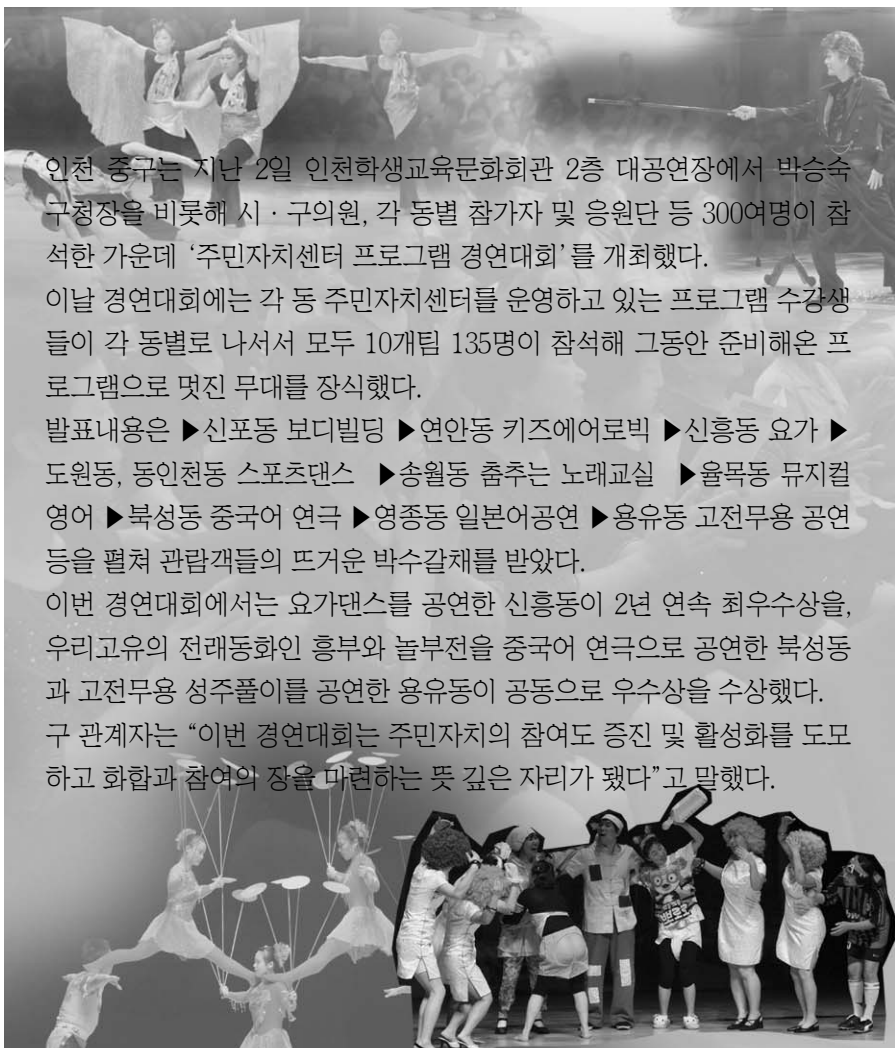 인천 중구는 지난 2일 인천학생교육문화회관 2층 대공연장에서 박승숙
구청장을 비롯해 시 · 구의원, 각 동별 참가자 및 응원단 등 300여명이 참
석한 가운데 ‘주민자치센터 프로그램 경연대회’를 개최했다.
이날 경연대회에는 각 동 주민자치센터를 운영하고 있는 프로그램 수강생
들이 각 동별로 나서서 모두 10개팀 135명이 참석해 그동안 준비해온 프
로그램으로 멋진 무대를 장식했다.
발표내용은 ▶신포동 보디빌딩 ▶연안동 키즈에어로빅 ▶신흥동 요가 ▶
도원동, 동인천동 스포츠댄스 ▶송월동 춤추는 노래교실 ▶율목동 뮤지컬
영어 ▶북성동 중국어 연극 ▶영종동 일본어공연 ▶용유동 고전무용 공연
등을 펼쳐 관람객들의 뜨거운 박수갈채를 받았다.
이번 경연대회에서는 요가댄스를 공연한 신흥동이 2년 연속 최우수상을,
우리고유의 전래동화인 흥부와 놀부전을 중국어 연극으로 공연한 북성동
과 고전무용 성주풀이를 공연한 용유동이 공동으로 우수상을 수상했다.
구 관계자는 “이번 경연대회는 주민자치의 참여도 증진 및 활성화를 도모
하고 화합과 참여의 장을 마련하는 뜻 깊은 자리가 됐다”고 말했다.